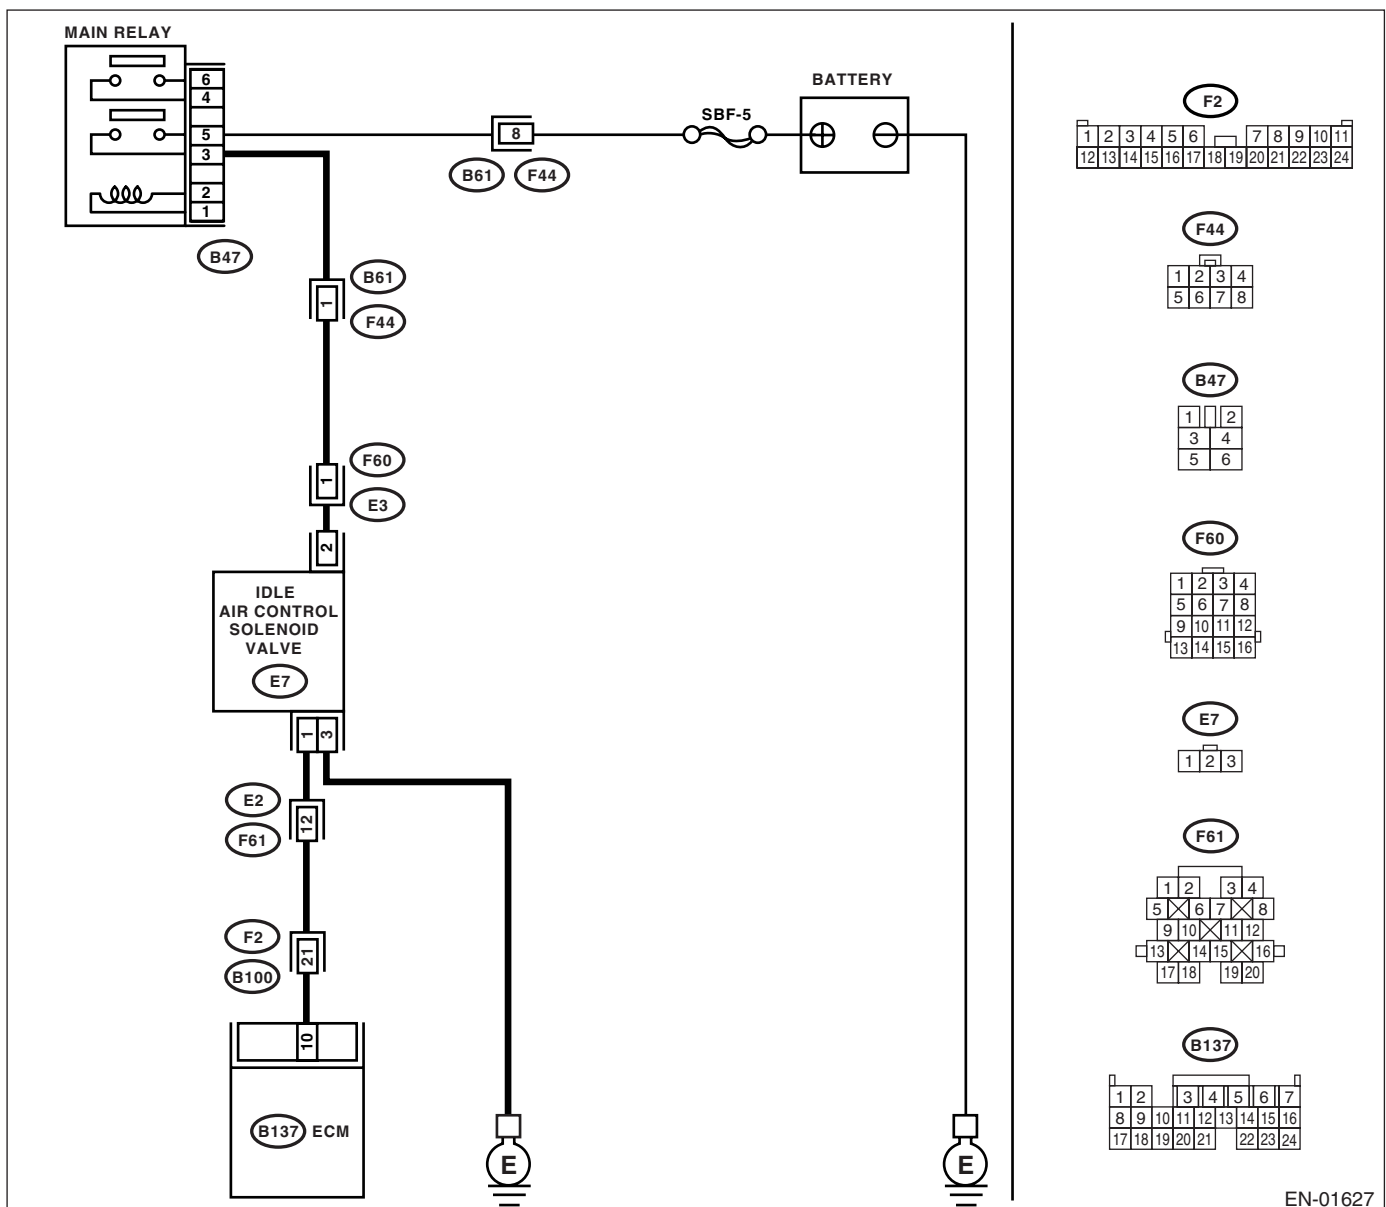 MAIN RELAY
6
4
5
3
2
1
B47
8
B61 F44
SBF-5
BATTERY
1
B61
F44
1
F60
E3
2
IDLE
AIR CONTROL
SOLENOID
VALVE
E7
1 3
E2
F61
12
F2
B100
21
10
B137 ECM
E
E
F2
1 2 3 4 5 6 7 8 9 10 11
12 13 14 15 16 17 18 19 20 21 22 23 24
F44
1 2 3 4
5 6 7 8
B47
1 2
3 4
5 6
F60
1 2 3 4
5 6 7 8
9 10 11 12
13 14 15 16
E7
1 2 3
F61
1 2 3 4
5 6 7 8
9 10 11 12
13 14 15 16
17 18 19 20
B137
1 2 3 4 5 6 7
8 9 10 11 12 13 14 15 16
17 18 19 20 21 22 23 24
EN-01627